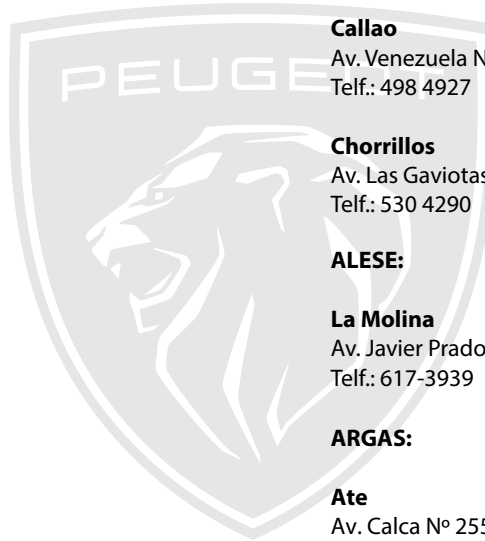 PEUGEOT
Callao
Av. Venezuela N
Telf.: 498 4927
Chorrillos
Av. Las Gaviotas
Telf.: 530 4290
ALESE:
La Molina
Av. Javier Prado
Telf.: 617-3939
ARGAS:
Ate
Av. Calca Nº 255